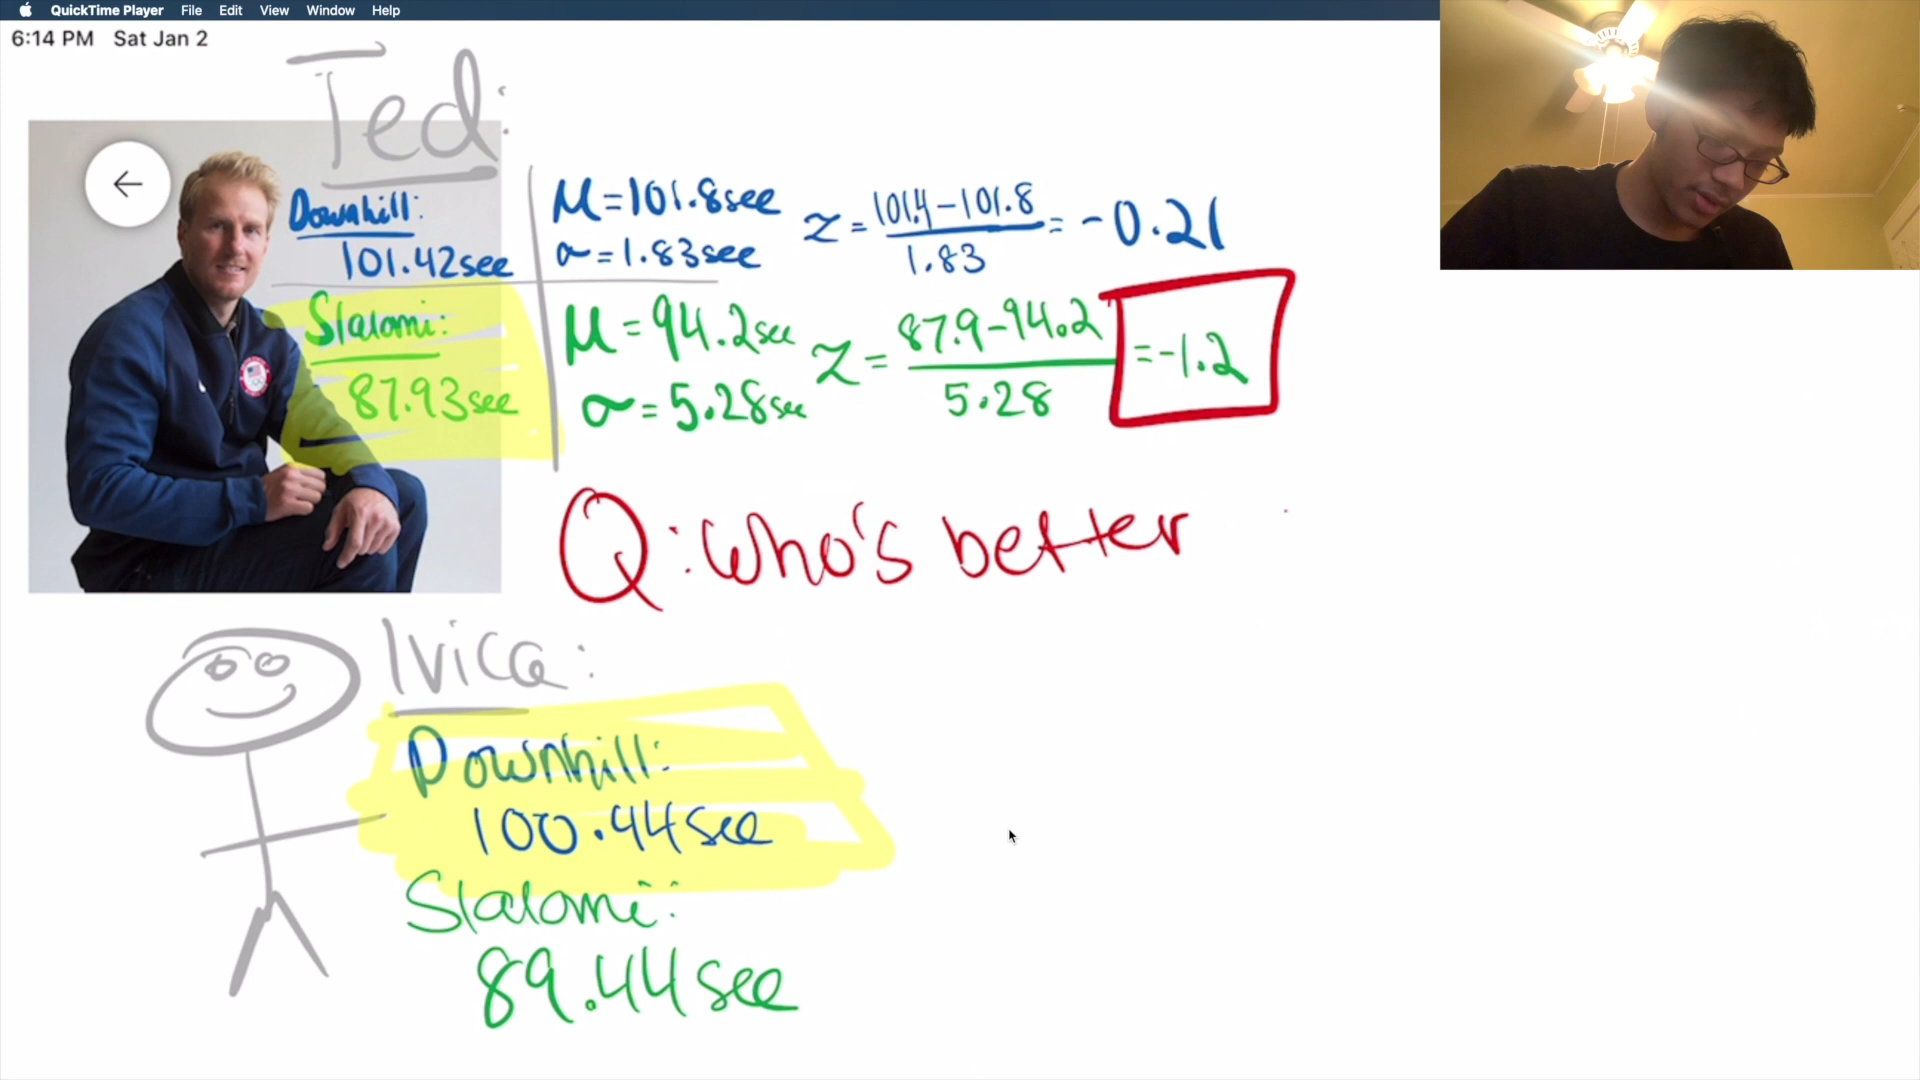 QuickTime Player File Edit View Window Help
6:14 PM Sat Jan 2
Ted:
Downhill:
101.42sec
μ=101.8sec
σ=1.83sec
z=101.4-101.8/1.83=-0.21
Slalom:
87.93sec
μ=94.2sec
σ=5.28sec
z=87.9-94.2/5.28=-1.2
Q: Who's better
Ivica:
Downhill:
100.44sec
Slalom:
89.44sec